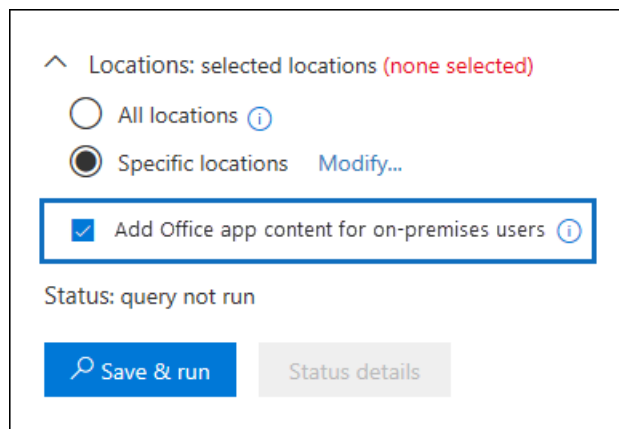 Locations: selected locations (none selected)
All locations
Specific locations Modify...
Add Office app content for on-premises users
Status: query not run
Save & run Status details